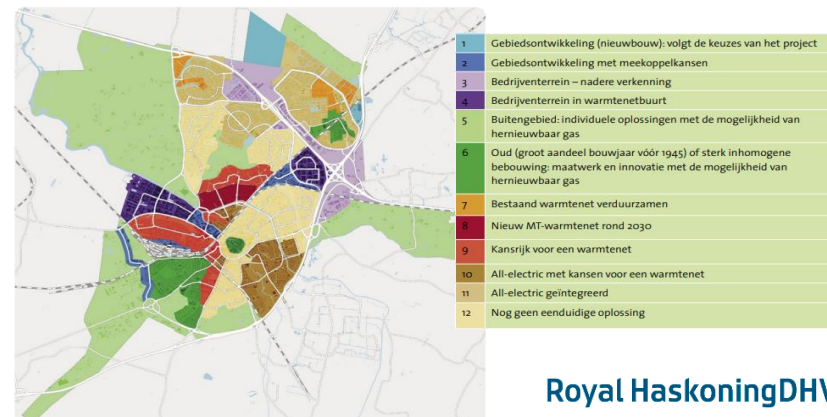 1 Gebiedsontwikkeling (nieuwbouw): volgt de keuzes van het project
2 Gebiedsontwikkeling met meekoppelkansen
3 Bedrijventerrein – nadere verkenning
4 Bedrijventerrein in warmtenetbuurt
5 Buitengebied: individuele oplossingen met de mogelijkheid van
hernieuwbaar gas
6 Oud (groot aandeel bouwjaar vóór 1945) of sterk inhomogene
bebouwing: maatwerk en innovatie met de mogelijkheid van
hernieuwbaar gas
7 Bestaand warmtenet verduurzamen
8 Nieuw MT-warmtenet rond 2030
9 Kansrijk voor een warmtenet
10 All-electric met kansen voor een warmtenet
11 All-electric geïntegreerd
12 Nog geen eenduidige oplossing
Royal HaskoningDHV